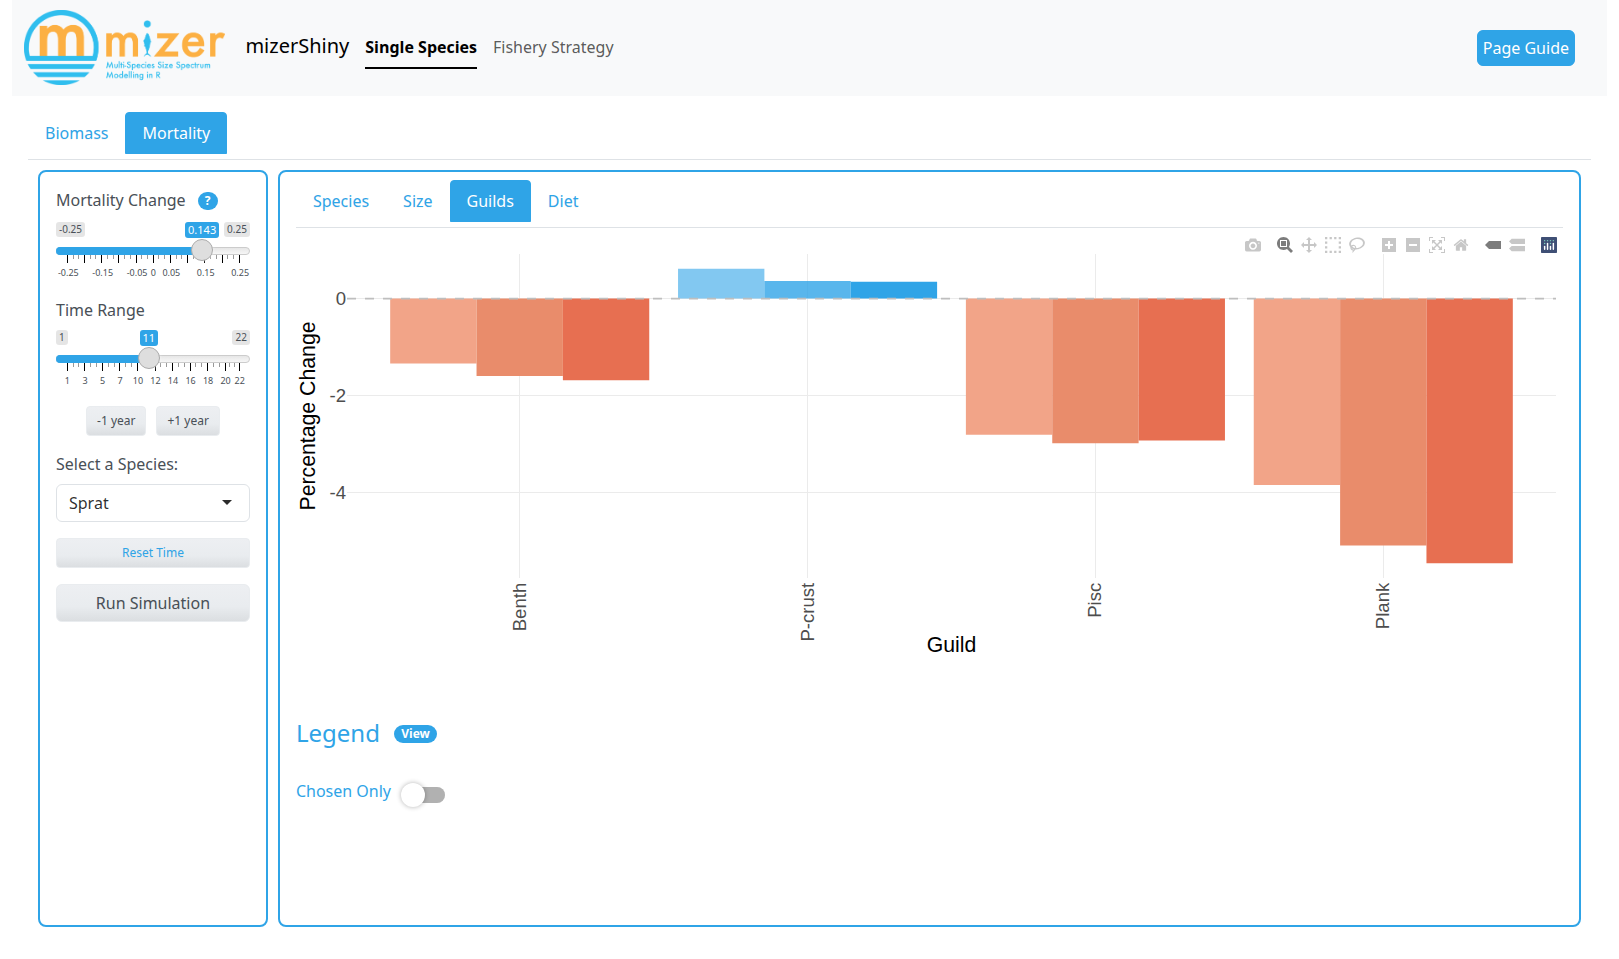 mizer
Multi-Species Size Spectrum
Modelling in R
mizerShiny Single Species Fishery Strategy
Page Guide
Biomass Mortality
Mortality Change ?
-0.25 0.143 0.25
-0.25 -0.15 -0.05 0 0.05 0.15 0.25
Time Range
1 11 22
1 3 5 7 10 12 14 16 18 20 22
-1 year +1 year
Select a Species:
Sprat
Reset Time
Run Simulation
Species Size Guilds Diet
0
-2
-4
Percentage Change
Benth P-crust Pisc Plank
Guild
Legend View
Chosen Only